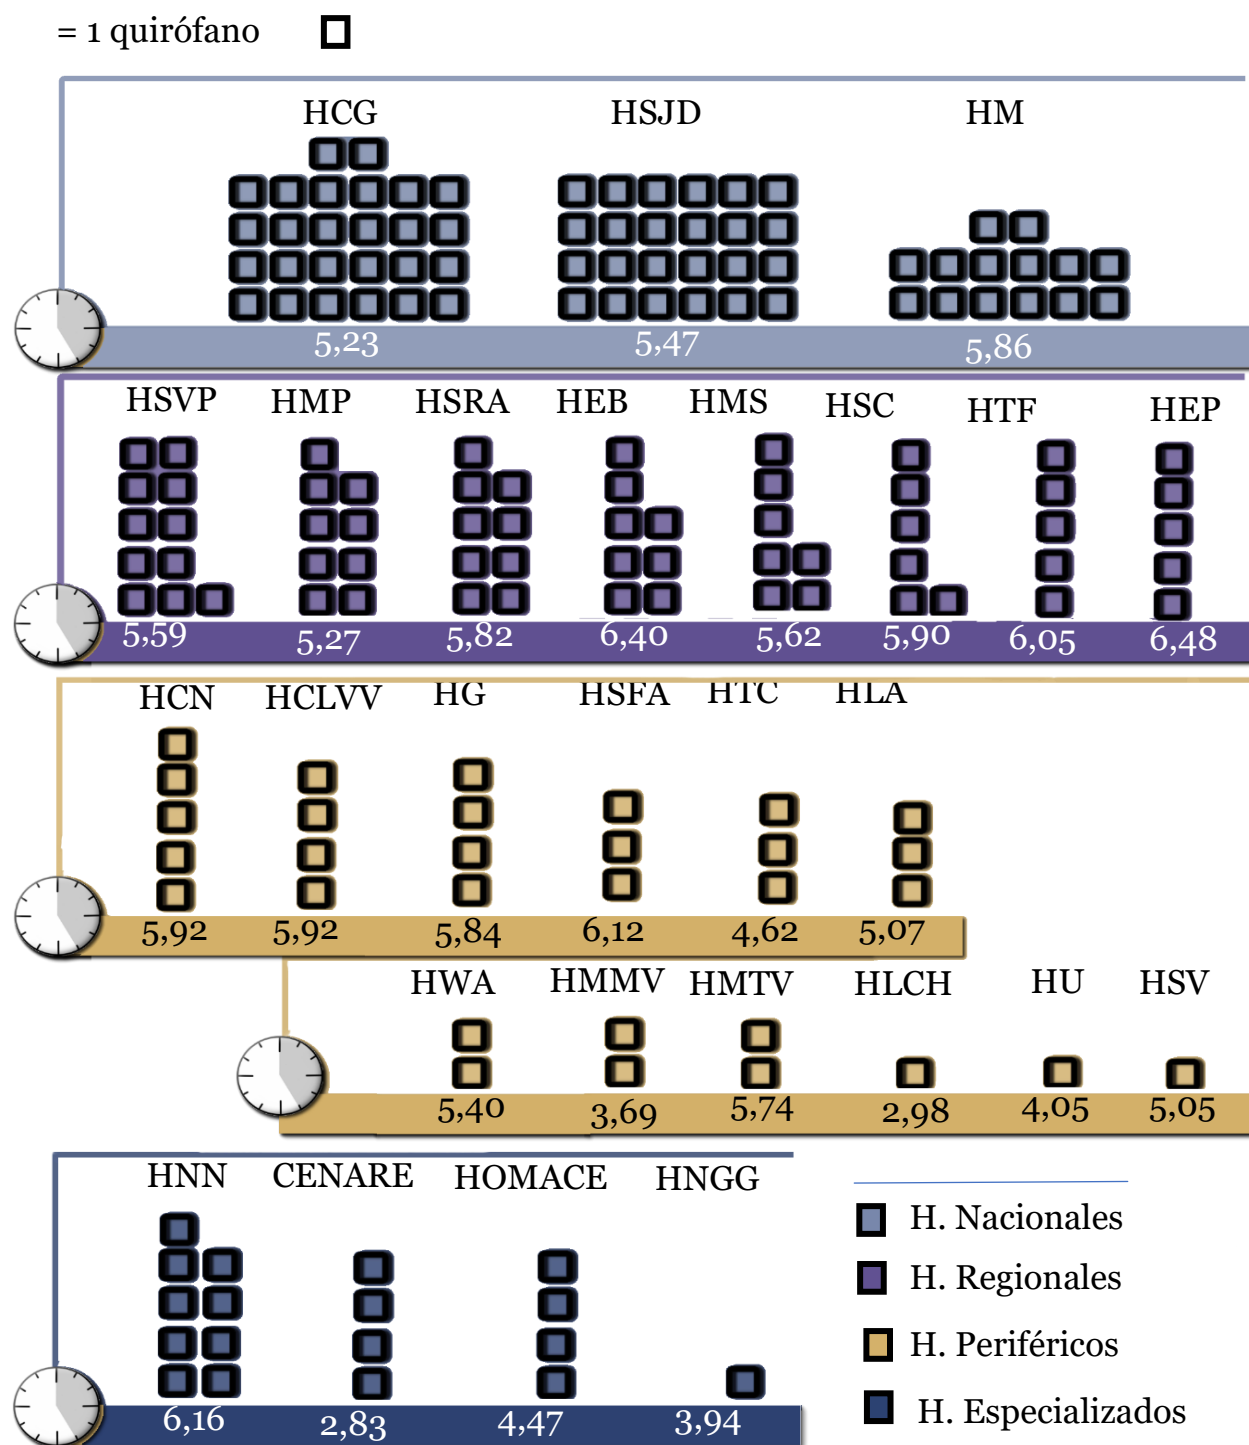 = 1 quirófano
HCG HSJD HM
5,23 5,47 5,86
HSVP HMP HSRA HEB HMS HSC HTF HEP
5,59 5,27 5,82 6,40 5,62 5,90 6,05 6,48
HCN HCLVV HG HSFA HTC HLA
5,92 5,92 5,84 6,12 4,62 5,07
HWA HMMV HMTV HLCH HU HSV
5,40 3,69 5,74 2,98 4,05 5,05
HNN CENARE HOMACE HNGG
6,16 2,83 4,47 3,94
H. Nacionales
H. Regionales
H. Periféricos
H. Especializados